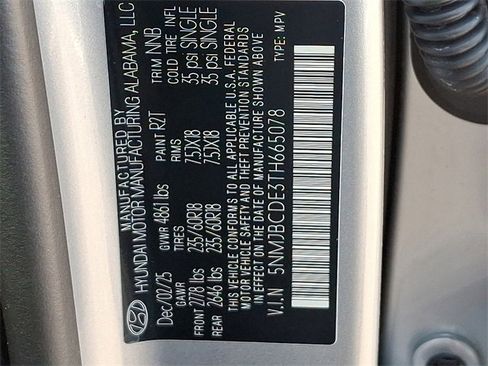 MANUFACTURED BY
HYUNDAI MOTOR MANUFACTURING ALABAMA, LLC
Dec/02/25 PAINT R2T TRIM NNB
GVWR 4861 lbs
GAWR TIRES RIMS COLD TIRE INFL
FRONT 2778 lbs 235/60R18 7.5JX18 35 psi SINGLE
REAR 2646 lbs 235/60R18 7.5JX18 35 psi SINGLE
THIS VEHICLE CONFORMS TO ALL APPLICABLE U.S.A. FEDERAL
MOTOR VEHICLE SAFETY AND THEFT PREVENTION STANDARDS
IN EFFECT ON THE DATE OF MANUFACTURE SHOWN ABOVE
V.I.N 5NMJBCDE3TH665078 TYPE: MPV